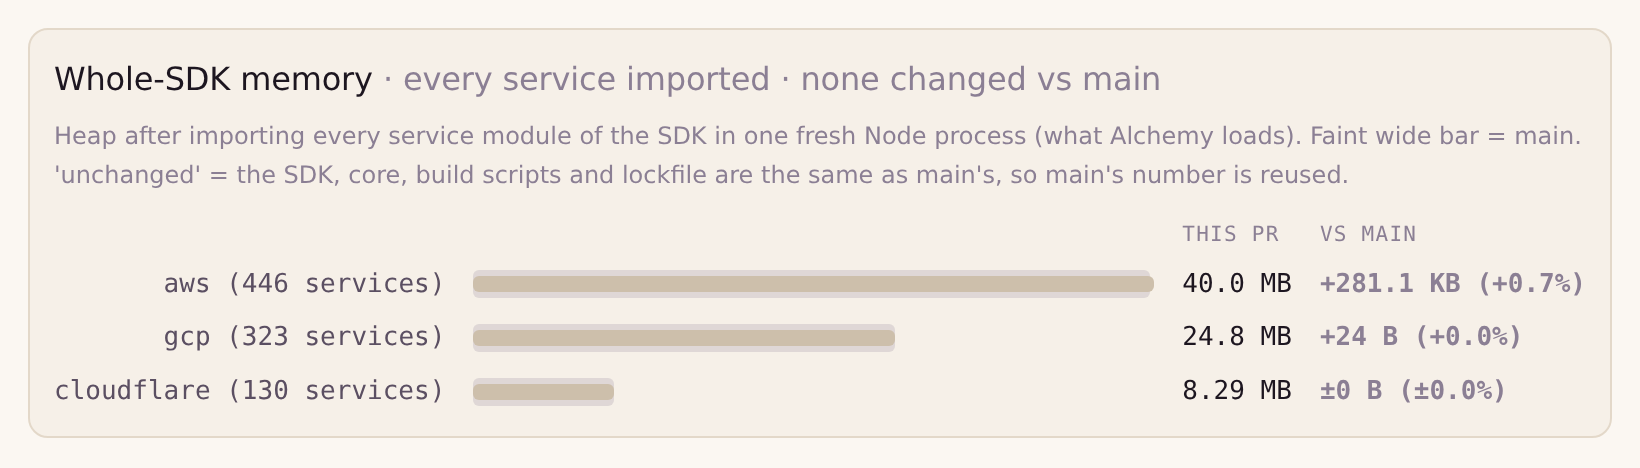 Whole-SDK memory · every service imported · none changed vs main
Heap after importing every service module of the SDK in one fresh Node process (what Alchemy loads). Faint wide bar = main.
'unchanged' = the SDK, core, build scripts and lockfile are the same as main's, so main's number is reused.
THIS PR VS MAIN
aws (446 services) 40.0 MB +281.1 KB (+0.7%)
gcp (323 services) 24.8 MB +24 B (+0.0%)
cloudflare (130 services) 8.29 MB ±0 B (±0.0%)